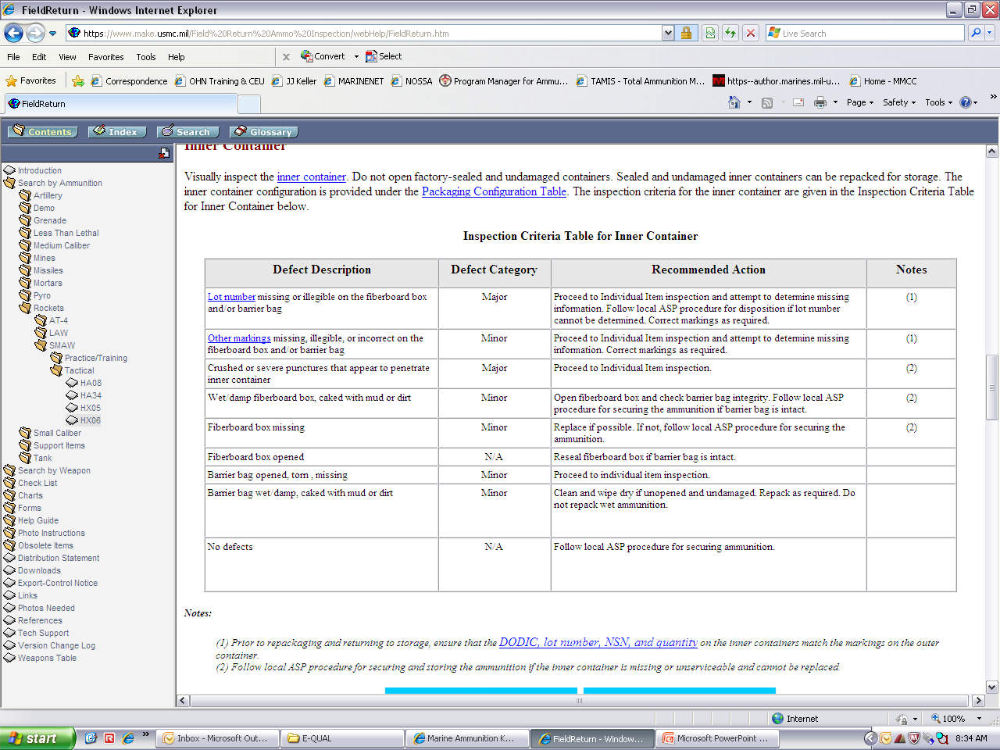 FieldReturn - Windows Internet Explorer
https://www.make.usmc.mil/Field%20Return%20Ammo%20Inspection/webHelp/FieldReturn.htm
Live Search
File Edit View Favorites Tools Help
x Convert Select
Favorites Correspondence OHN Training & CEU JJ Keller MARINENET NOSSA Program Manager for Ammu... TAMIS - Total Ammunition M... https--author.marines.mil-u... Home - MMCC
FieldReturn
Page Safety Tools
Contents Index Search Glossary
Introduction
Search by Ammunition
Artillery
Demo
Grenade
Less Than Lethal
Medium Caliber
Mines
Missiles
Mortars
Pyro
Rockets
AT-4
LAW
SMAW
Practice/Training
Tactical
HA08
HA34
HX05
HX06
Small Caliber
Support Items
Tank
Search by Weapon
Check List
Charts
Forms
Help Guide
Photo Instructions
Obsolete Items
Distribution Statement
Downloads
Export-Control Notice
Links
Photos Needed
References
Tech Support
Version Change Log
Weapons Table
Inner Container
Visually inspect the inner container. Do not open factory-sealed and undamaged containers. Sealed and undamaged inner containers can be repacked for storage. The
inner container configuration is provided under the Packaging Configuration Table. The inspection criteria for the inner container are given in the Inspection Criteria Table
for Inner Container below.
Inspection Criteria Table for Inner Container
Defect Description Defect Category Recommended Action Notes
Lot number missing or illegible on the fiberboard box
and/or barrier bag
Major
Proceed to Individual Item inspection and attempt to determine missing
information. Follow local ASP procedure for disposition if lot number
cannot be determined. Correct markings as required.
(1)
Other markings missing, illegible, or incorrect on the
fiberboard box and/or barrier bag
Minor
Proceed to Individual Item inspection and attempt to determine missing
information. Correct markings as required.
(1)
Crushed or severe punctures that appear to penetrate
inner container
Major
Proceed to Individual Item inspection.
(2)
Wet/damp fiberboard box, caked with mud or dirt
Minor
Open fiberboard box and check barrier bag integrity. Follow local ASP
procedure for securing the ammunition if barrier bag is intact.
(2)
Fiberboard box missing
Minor
Replace if possible. If not, follow local ASP procedure for securing the
ammunition.
(2)
Fiberboard box opened
N/A
Reseal fiberboard box if barrier bag is intact.
Barrier bag opened, torn , missing
Minor
Proceed to individual item inspection.
Barrier bag wet/damp, caked with mud or dirt
Minor
Clean and wipe dry if unopened and undamaged. Repack as required. Do
not repack wet ammunition.
No defects
N/A
Follow local ASP procedure for securing ammunition.
Notes:
(1) Prior to repackaging and returning to storage, ensure that the DODIC, lot number, NSN, and quantity on the inner containers match the markings on the outer
container.
(2) Follow local ASP procedure for securing and storing the ammunition if the inner container is missing or unserviceable and cannot be replaced.
Internet 100%
start Inbox - Microsoft Out... E-QUAL Marine Ammunition K... FieldReturn - Window... Microsoft PowerPoint ... 8:34 AM